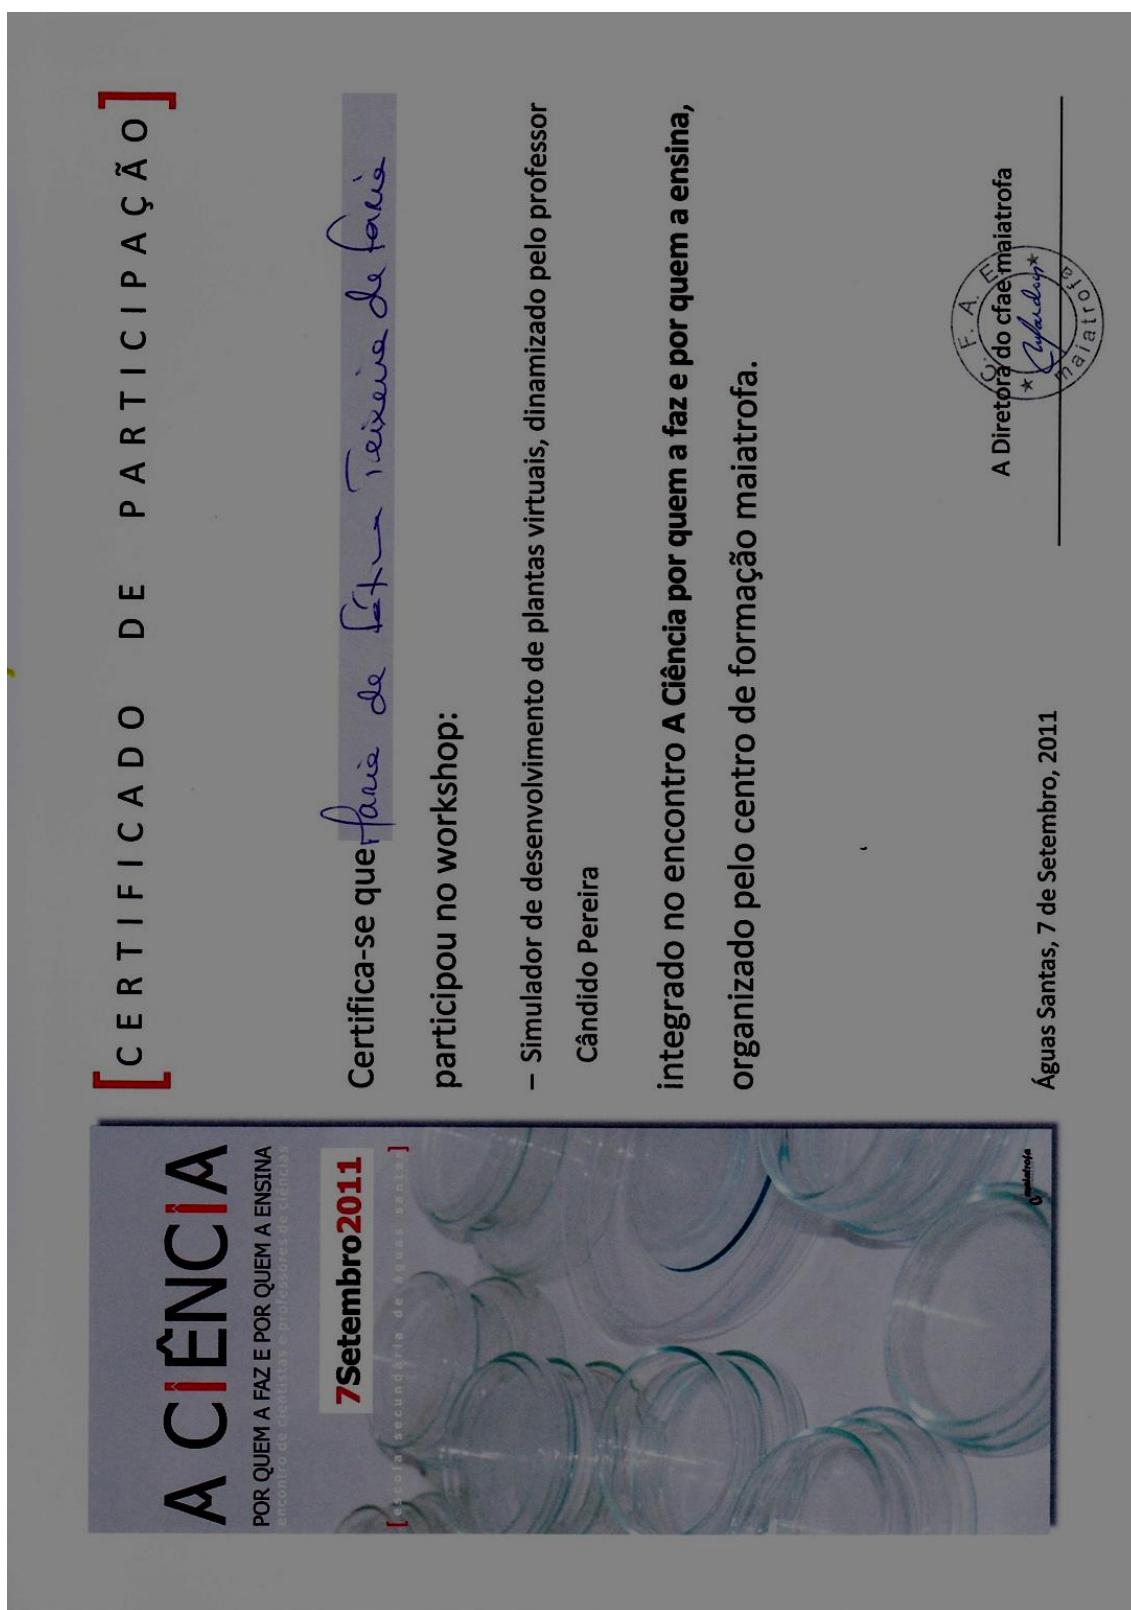 A CIÊNCIA
POR QUEM A FAZ E POR QUEM A ENSINA
encontro de cientistas e professores de ciências
7Setembro2011
[escola secundária de águas santas]
maiatrofa
[CERTIFICADO DE PARTICIPAÇÃO]
Certifica-se que Maria de Fátima Teixeira de Faria
participou no workshop:
– Simulador de desenvolvimento de plantas virtuais, dinamizado pelo professor
Cândido Pereira
integrado no encontro A Ciência por quem a faz e por quem a ensina,
organizado pelo centro de formação maiatrofa.
Águas Santas, 7 de Setembro, 2011
A Diretora do cfae maiatrofa
C. F. A. E.
maiatrofa